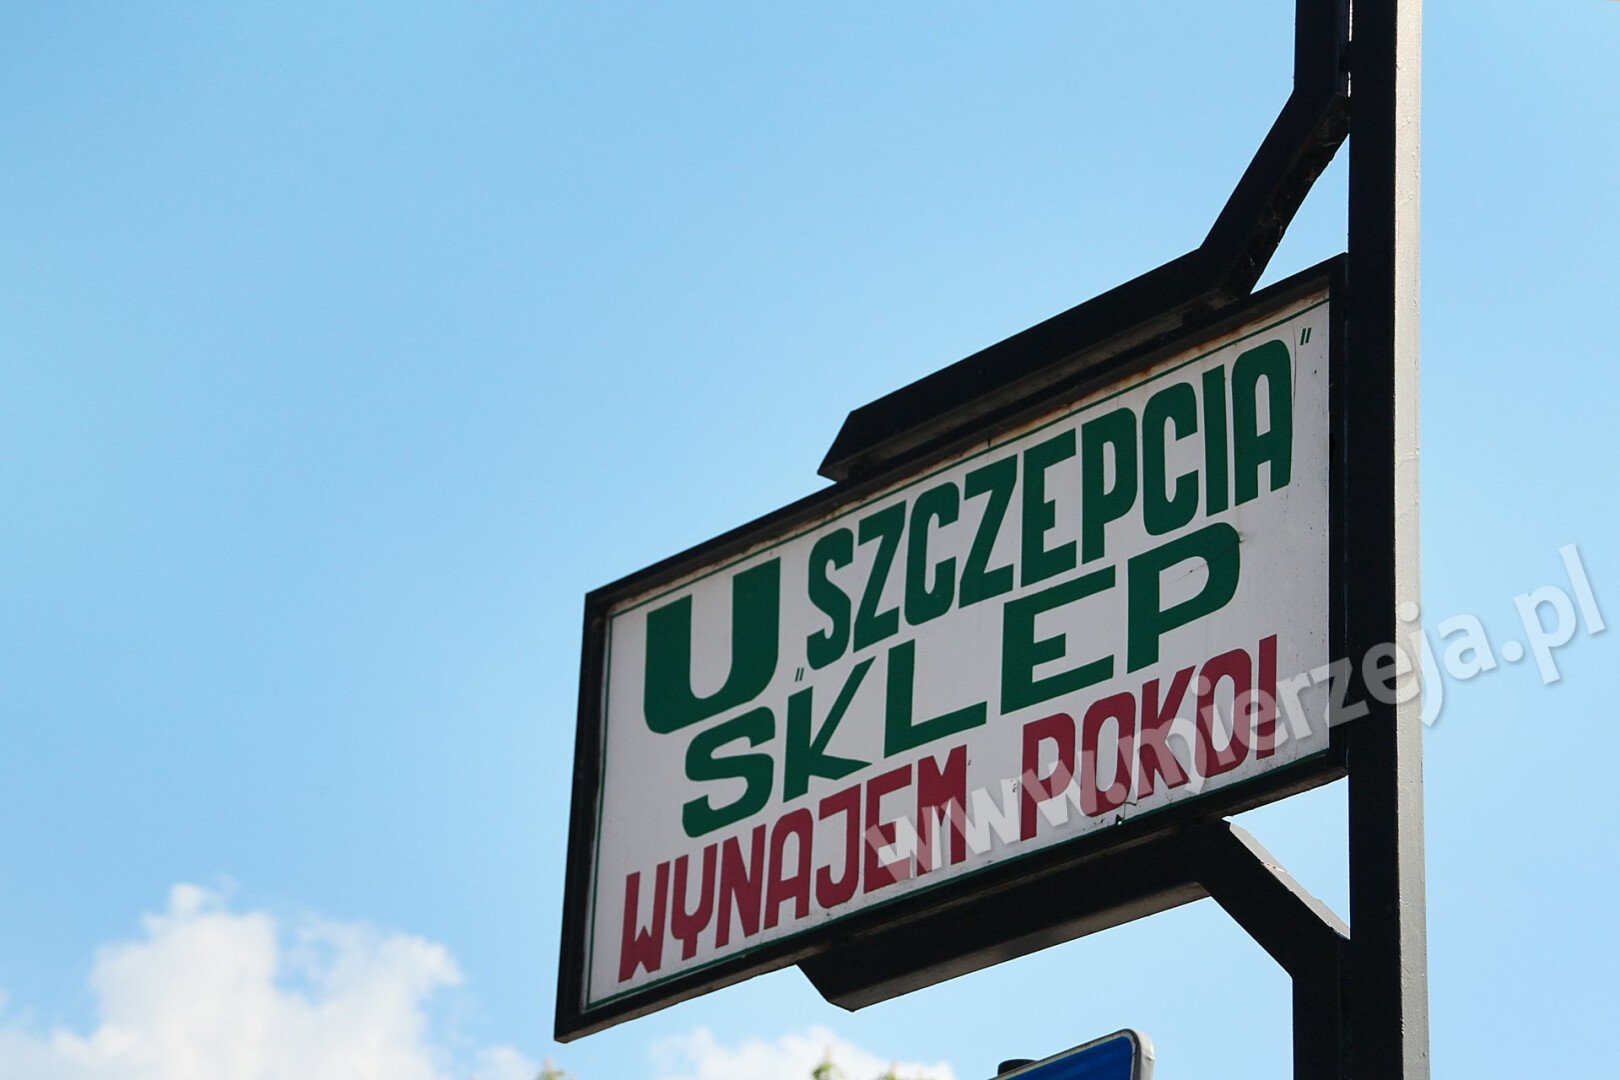 U „SZCZEPCIA"
SKLEP
WYNAJEM POKOI
www.mierzeja.pl